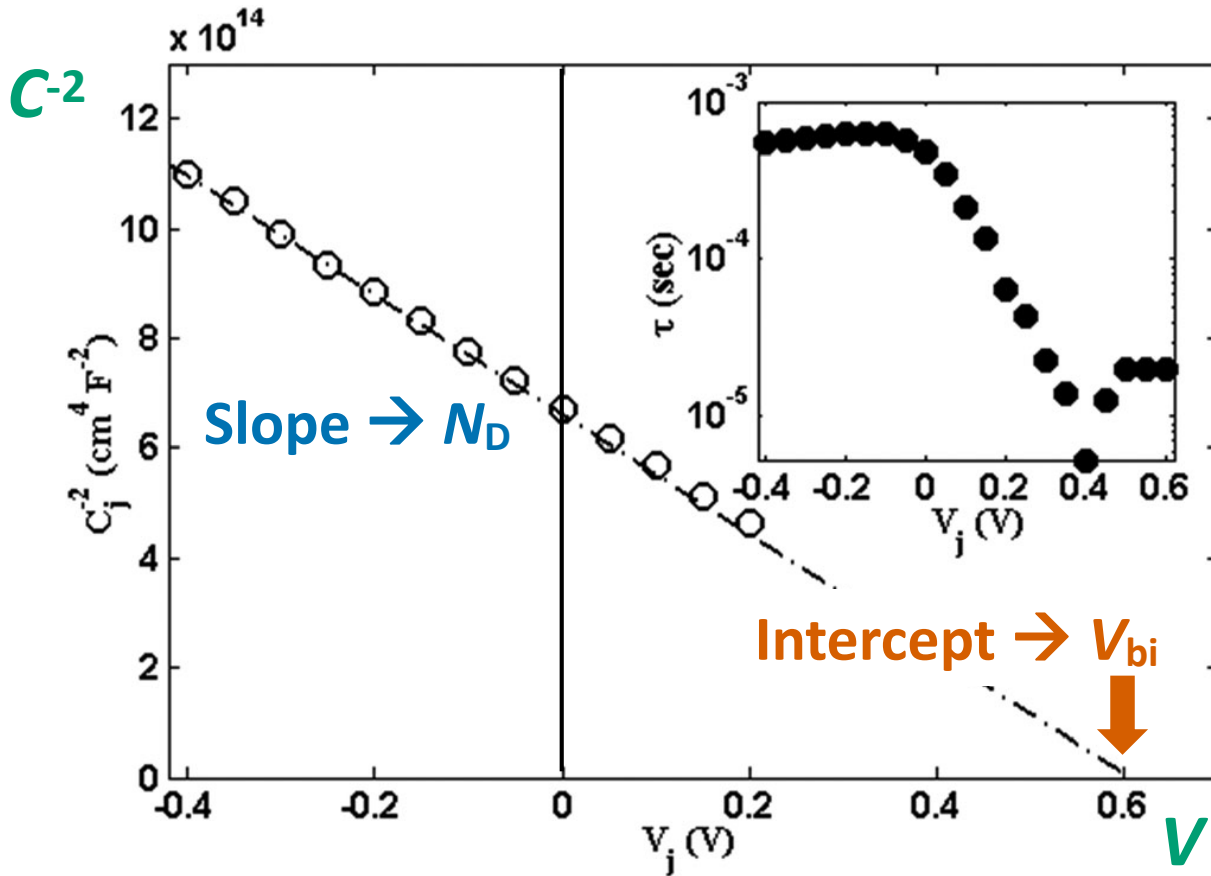 x 10^14
C^-2
12
10
8
6
4
2
0
C_j^-2 (cm^4 F^-2)
-0.4
-0.2
0
0.2
0.4
0.6
V_j (V)
V
Slope → N_D
Intercept → V_bi
10^-3
10^-4
10^-5
τ (sec)
-0.4
-0.2
0
0.2
0.4
0.6
V_j (V)